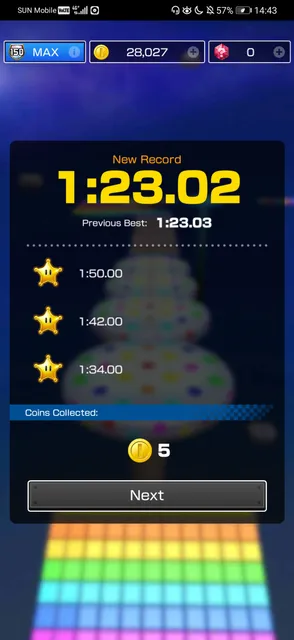 SUN Mobile 57% 14:43
150 MAX 28,027 0
New Record
1:23.02
Previous Best: 1:23.03
1:50.00
1:42.00
1:34.00
Coins Collected:
5
Next